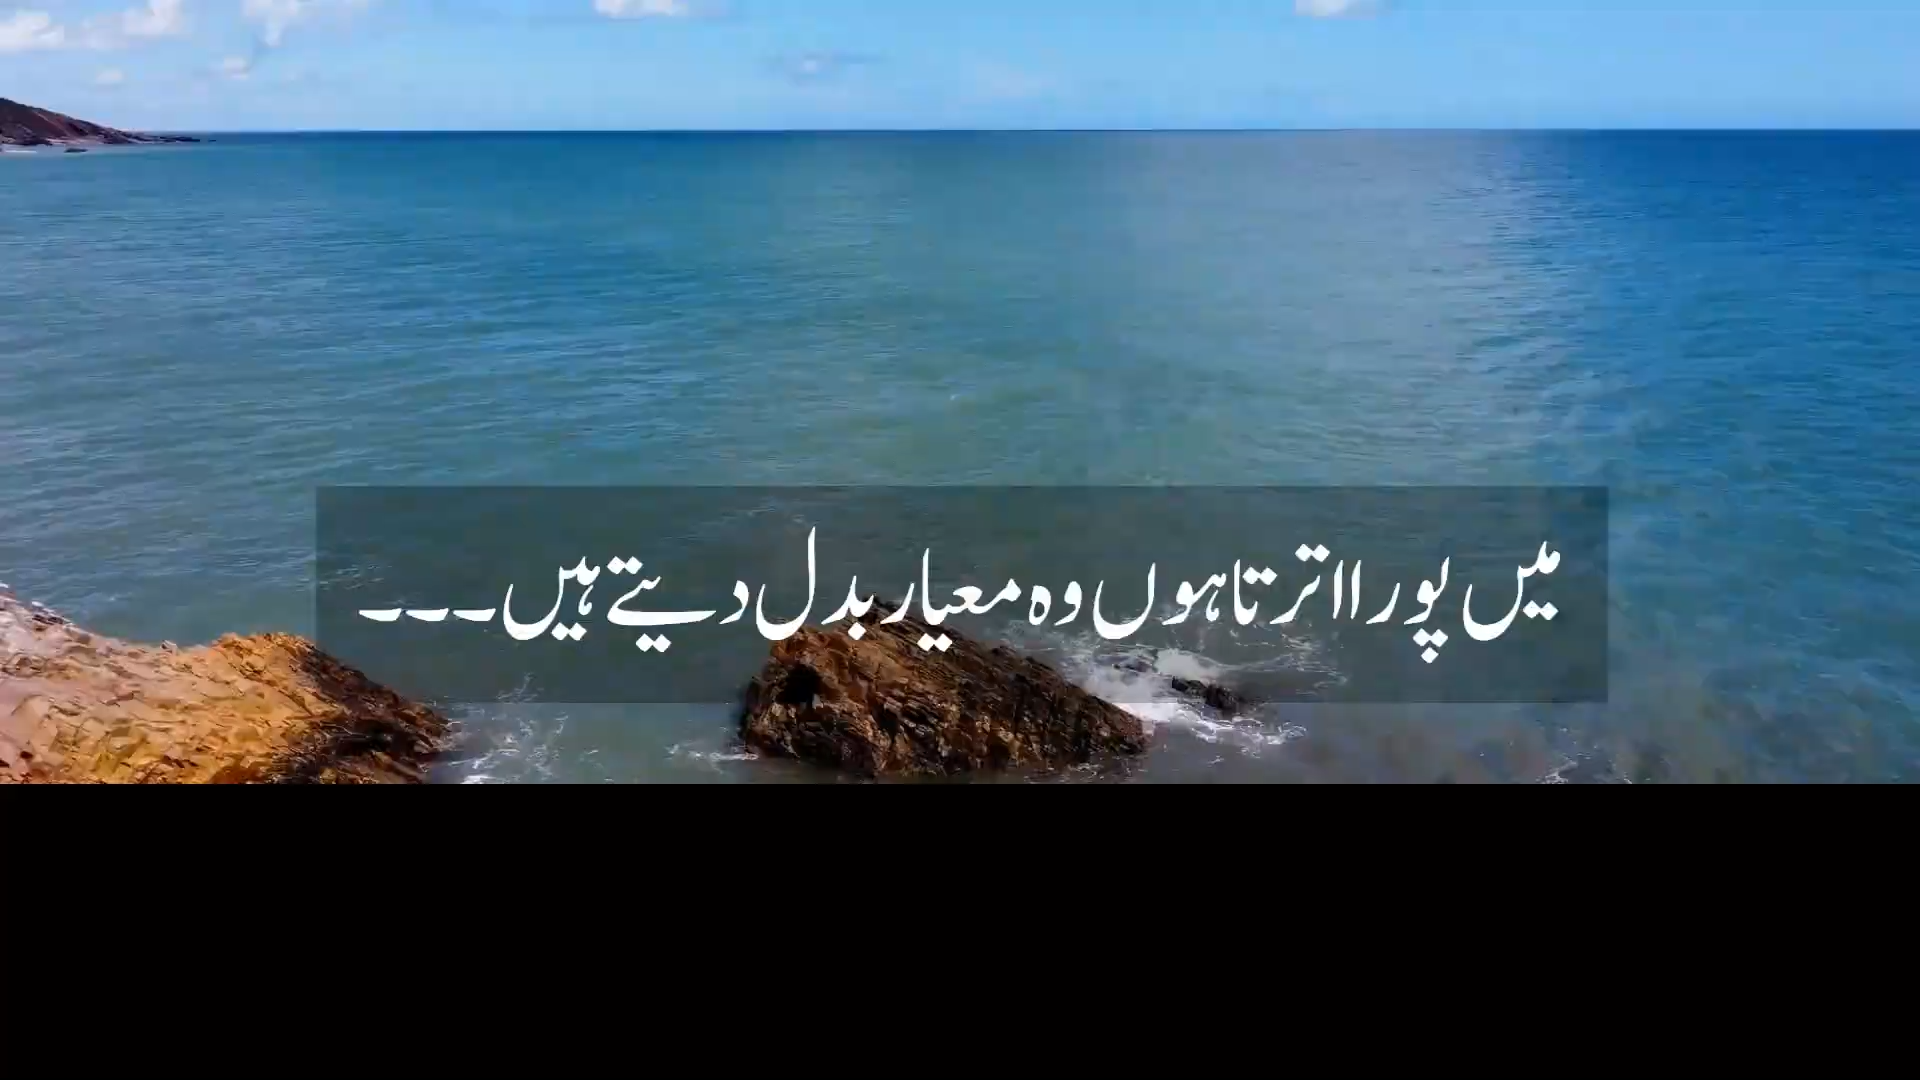 میں پورا اترتا ہوں وہ معیار بدل دیتے ہیں۔۔۔